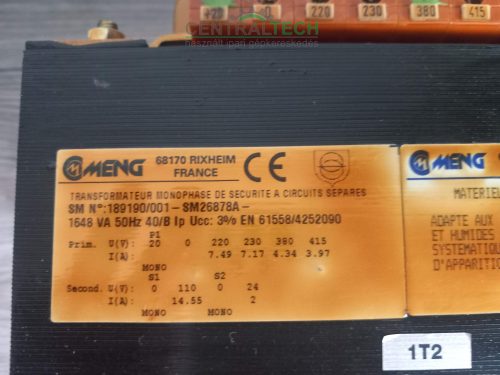 +20 0 220 230 380 415
CENTRALTECH
használt ipari gépkereskedés
MENG 68170 RIXHEIM
FRANCE
CE
TRANSFORMATEUR MONOPHASE DE SECURITE A CIRCUITS SEPARES
SM N°:189190/001-SM26878A-
1648 VA 50Hz 40/B Ip Ucc: 3% EN 61558/4252090
P1
Prim. U(V): 20 0 220 230 380 415
I(A): 7.49 7.17 4.34 3.97
MONO
S1 S2
Second. U(V): 0 110 0 24
I(A): 14.55 2
MONO MONO
MATERIE
ADAPTE AUX
ET HUMIDES
SYSTEMATIQU
D'APPARITIO
1T2